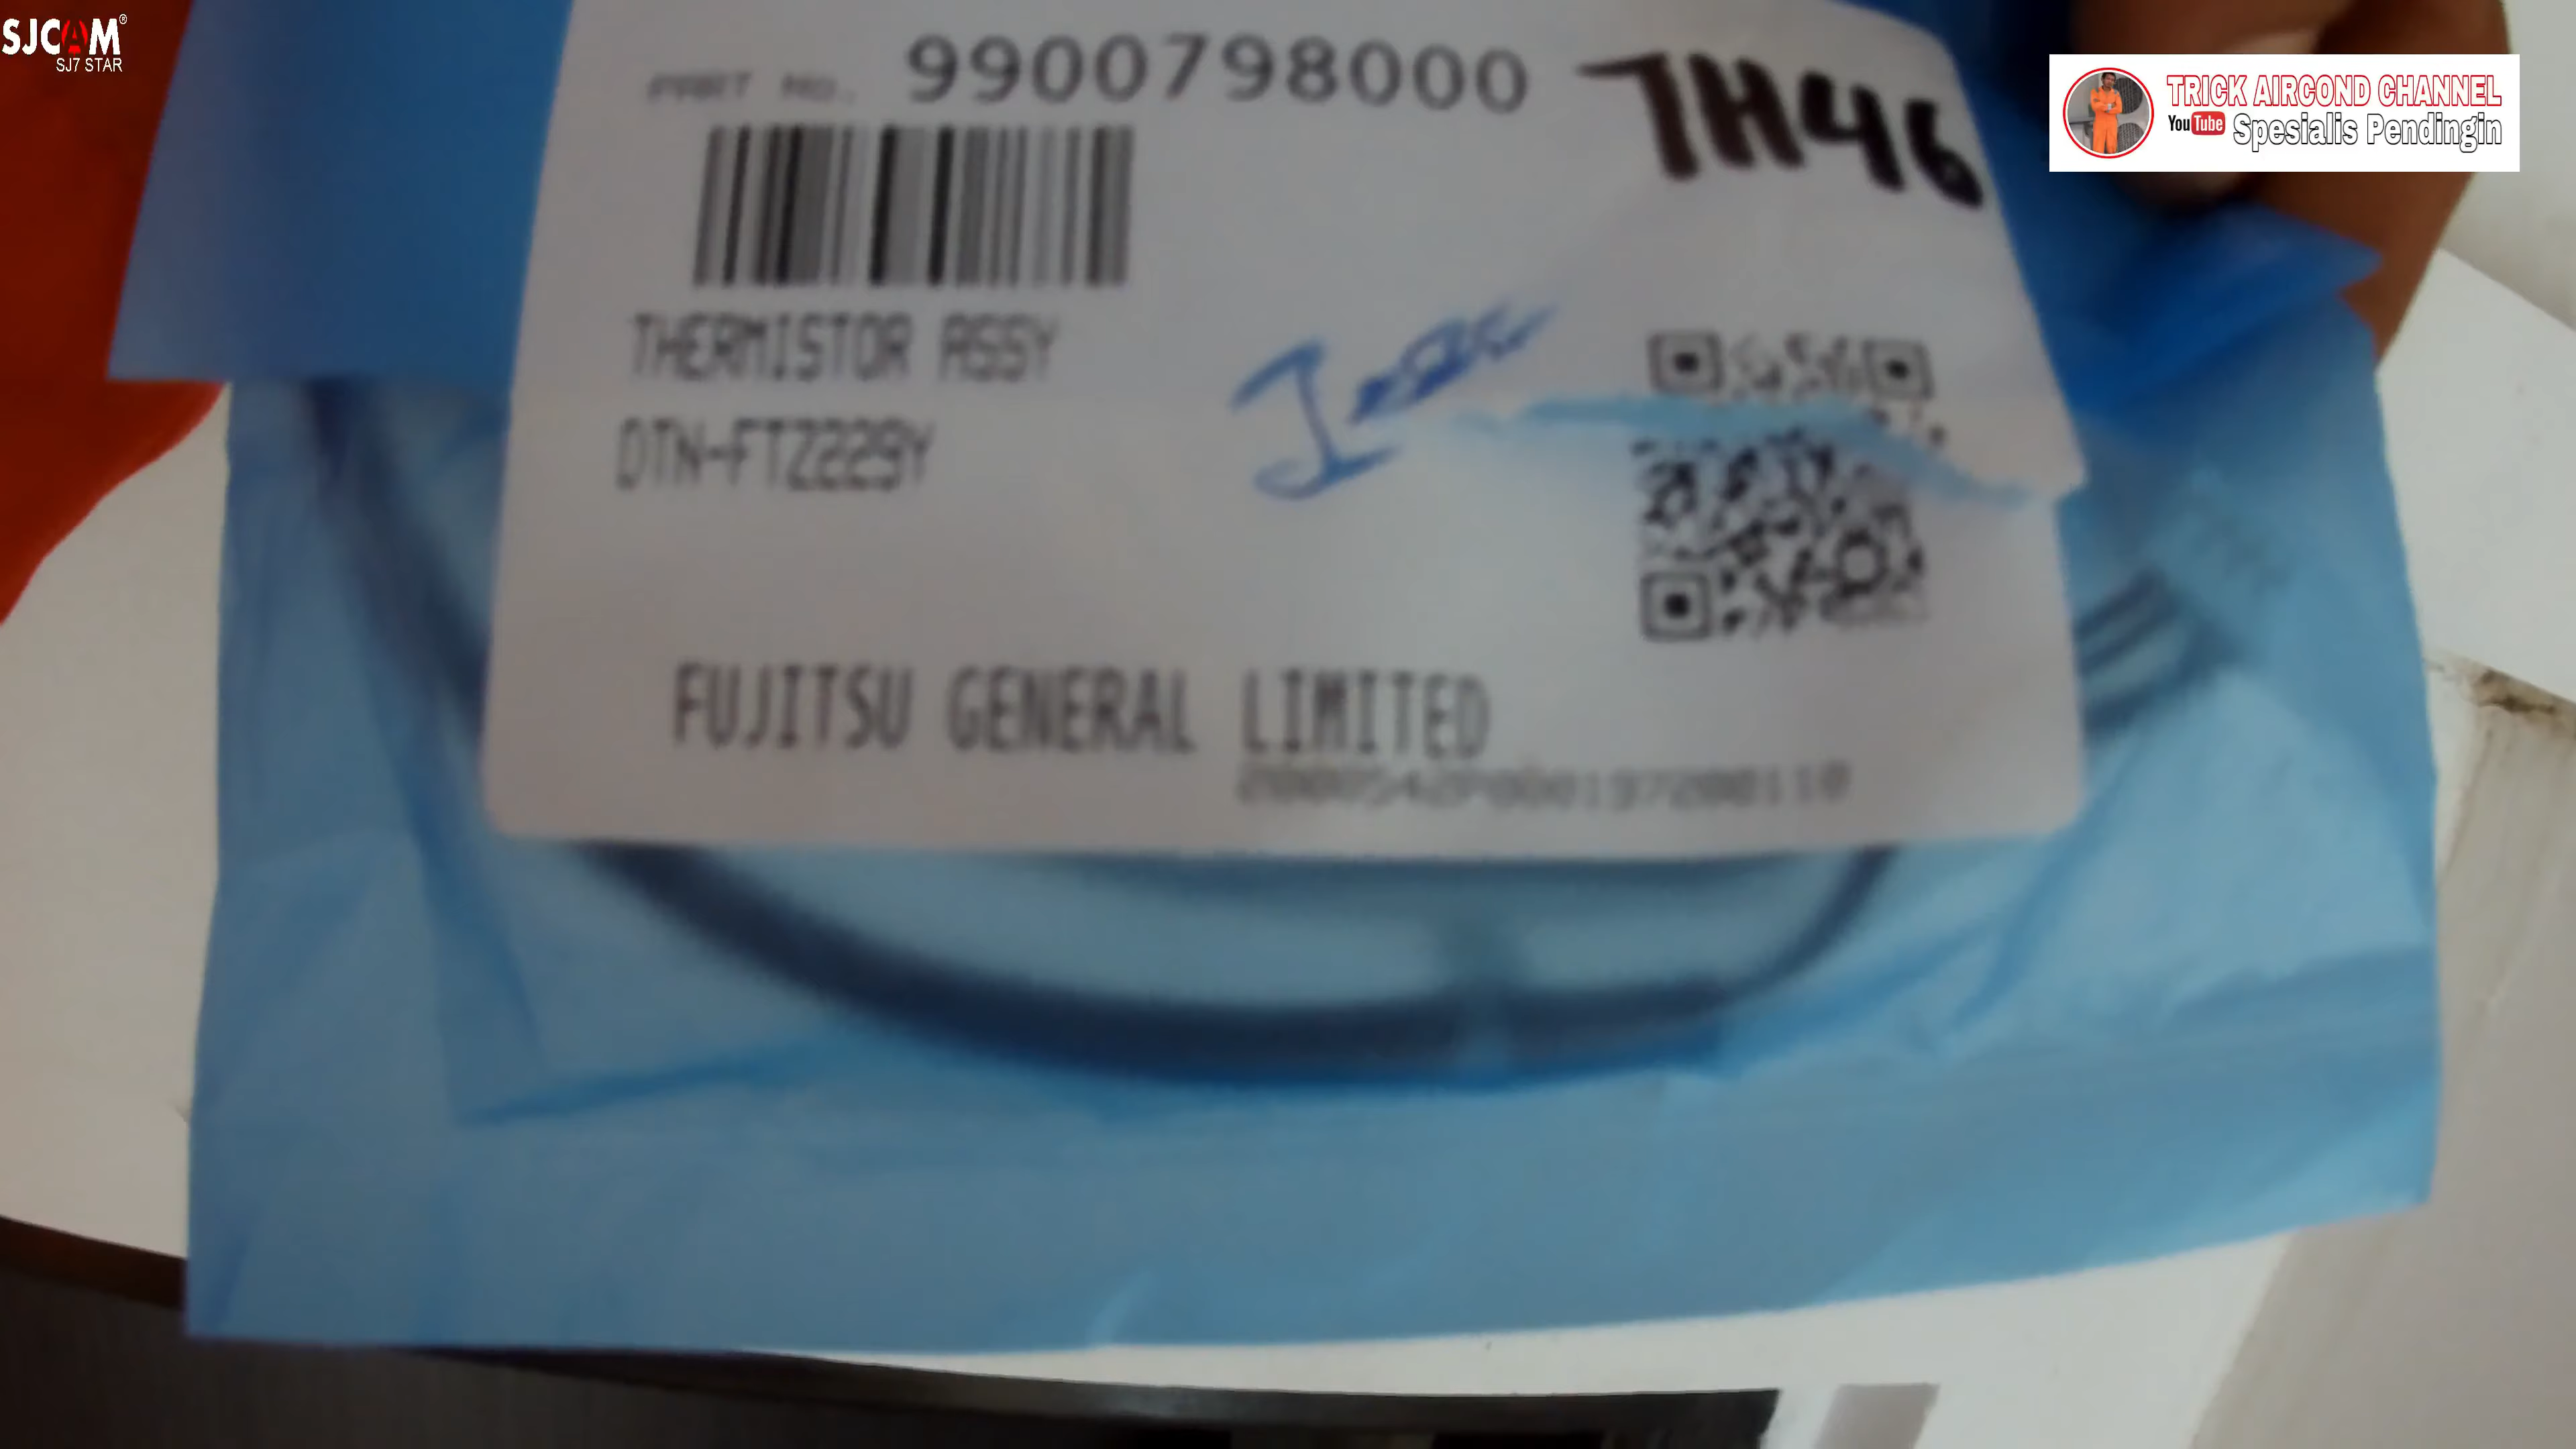 SJCAM®
SJ7 STAR
TRICK AIRCOND CHANNEL
YouTube Spesialis Pendingin
PART No. 9900798000
TH46
THERMISTOR ASSY
DTN-FTZ229Y
FUJITSU GENERAL LIMITED